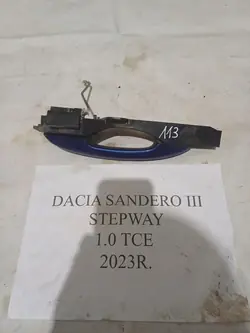 113
DACIA SANDERO III
STEPWAY
1.0 TCE
2023R.